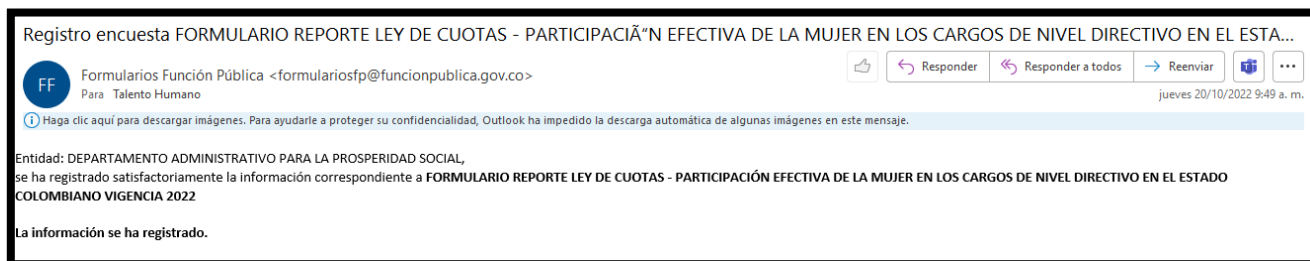 Registro encuesta FORMULARIO REPORTE LEY DE CUOTAS - PARTICIPACIÃ“N EFECTIVA DE LA MUJER EN LOS CARGOS DE NIVEL DIRECTIVO EN EL ESTA...
FF
Formularios Función Pública <formulariosfp@funcionpublica.gov.co>
Para Talento Humano
Responder
Responder a todos
Reenviar
jueves 20/10/2022 9:49 a. m.
Haga clic aquí para descargar imágenes. Para ayudarle a proteger su confidencialidad, Outlook ha impedido la descarga automática de algunas imágenes en este mensaje.
Entidad: DEPARTAMENTO ADMINISTRATIVO PARA LA PROSPERIDAD SOCIAL,
se ha registrado satisfactoriamente la información correspondiente a FORMULARIO REPORTE LEY DE CUOTAS - PARTICIPACIÓN EFECTIVA DE LA MUJER EN LOS CARGOS DE NIVEL DIRECTIVO EN EL ESTADO
COLOMBIANO VIGENCIA 2022
La información se ha registrado.